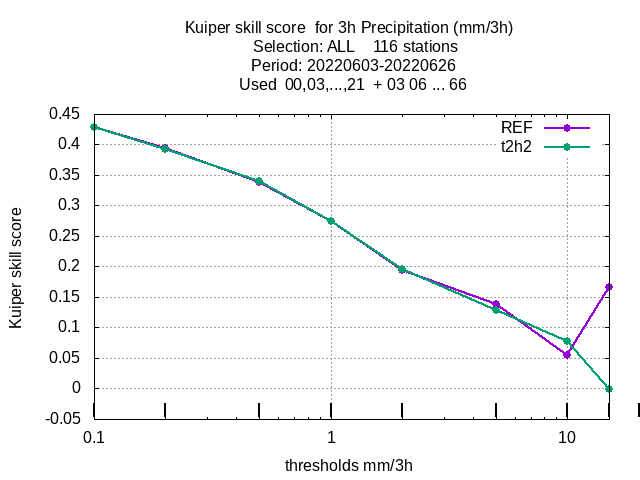 Kuiper skill score  for 3h Precipitation (mm/3h)
Selection: ALL    116 stations
Period: 20220603-20220626
Used  00,03,...,21  + 03 06 ... 66
REF
t2h2
0.45
0.4
0.35
0.3
0.25
0.2
0.15
0.1
0.05
0
-0.05
Kuiper skill score
0.1
1
10
thresholds mm/3h